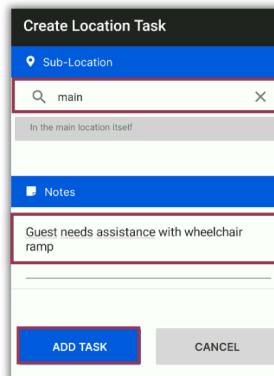 Create Location Task
Sub-Location
main
In the main location itself
Notes
Guest needs assistance with wheelchair
ramp
ADD TASK
CANCEL